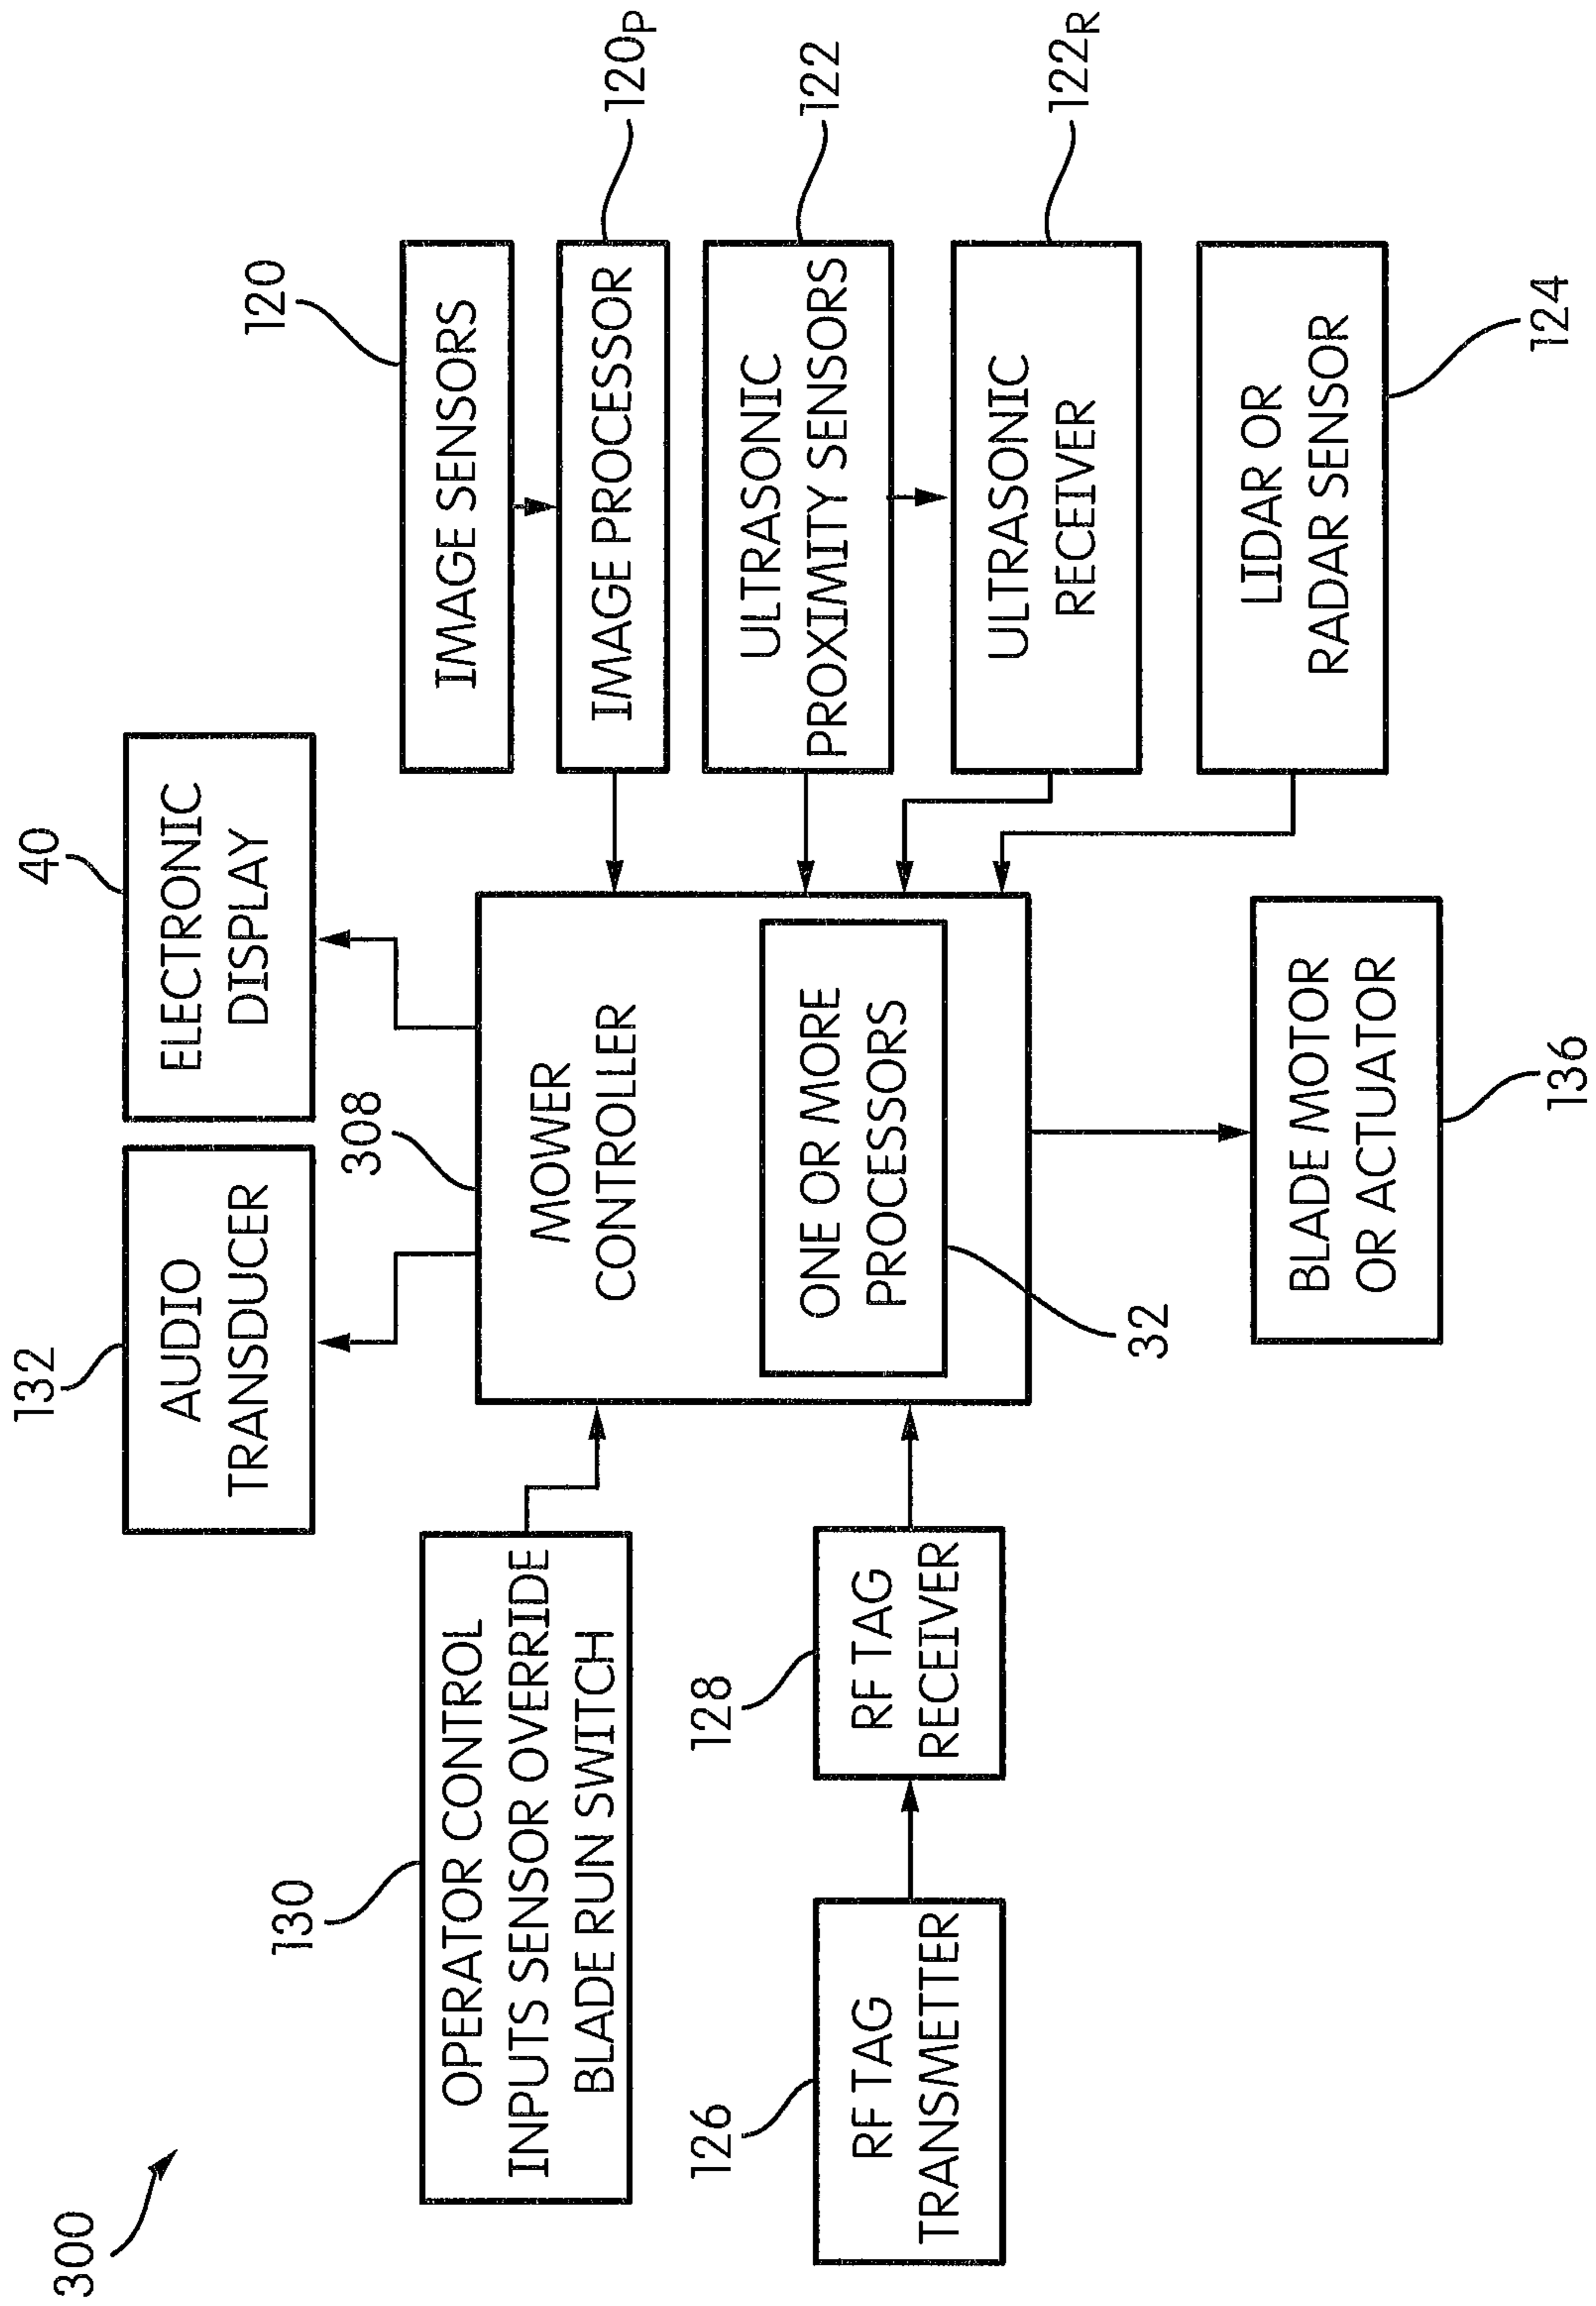 300
132
AUDIO
TRANSDUCER
40
ELECTRONIC
DISPLAY
120
IMAGE SENSORS
120P
IMAGE PROCESSOR
122
ULTRASONIC
PROXIMITY SENSORS
122R
ULTRASONIC
RECEIVER
LIDAR OR
RADAR SENSOR
124
308
MOWER
CONTROLLER
ONE OR MORE
PROCESSORS
32
130
OPERATOR CONTROL
INPUTS SENSOR OVERRIDE
BLADE RUN SWITCH
126
RF TAG
TRANSMETTER
128
RF TAG
RECEIVER
BLADE MOTOR
OR ACTUATOR
136